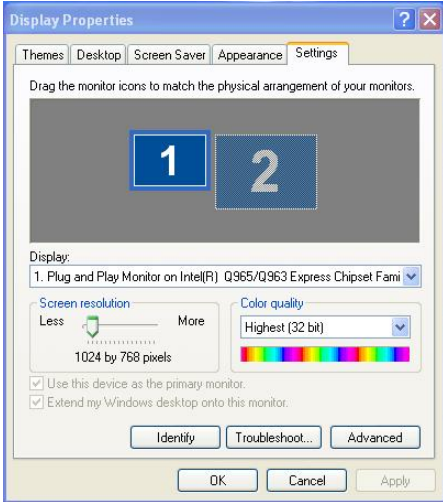 Display Properties
Themes Desktop Screen Saver Appearance Settings
Drag the monitor icons to match the physical arrangement of your monitors.
1 2
Display:
1. Plug and Play Monitor on Intel(R) Q965/Q963 Express Chipset Fami
Screen resolution
Less More
1024 by 768 pixels
Color quality
Highest (32 bit)
Use this device as the primary monitor.
Extend my Windows desktop onto this monitor.
Identify Troubleshoot... Advanced
OK Cancel Apply